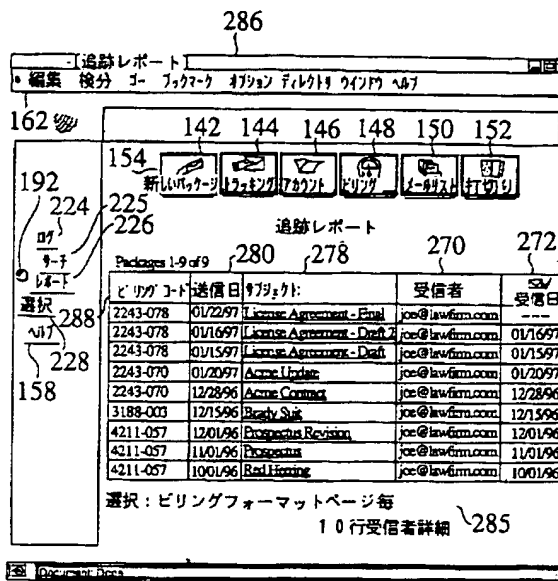 286
[追跡レポート]
編集 検分 ゴー ブックマーク オプション ディレクトリ ウインドウ ヘルプ
162 142 144 146 148 150 152
154
新しいパッケージ トラッキング アカウント ビリング メールリスト 打切り
192
224
225
226
ログ
サーチ
レポート
選択
288
ヘルプ
228
158
追跡レポート
280 278 270 272
Packages 1-9 of 9
ビリングコード 送信日 サブジェクト: 受信者 受信日
2243-078 01/22/97 License Agreement - Final joe@lawfirm.com ---
2243-078 01/16/97 License Agreement - Draft 2 joe@lawfirm.com 01/16/97
2243-078 01/15/97 License Agreement - Draft joe@lawfirm.com 01/15/97
2243-070 01/20/97 Acme Update joe@lawfirm.com 01/20/97
2243-070 12/28/96 Acme Contract joe@lawfirm.com 12/28/96
3188-003 12/15/96 Brady Suit joe@lawfirm.com 12/15/96
4211-057 12/01/96 Prospectus Revision joe@lawfirm.com 12/01/96
4211-057 11/01/96 Prospectus joe@lawfirm.com 11/01/96
4211-057 10/01/96 Red Herring joe@lawfirm.com 10/01/96
選択:ビリングフォーマットページ毎
10行受信者詳細 285
Document: Done